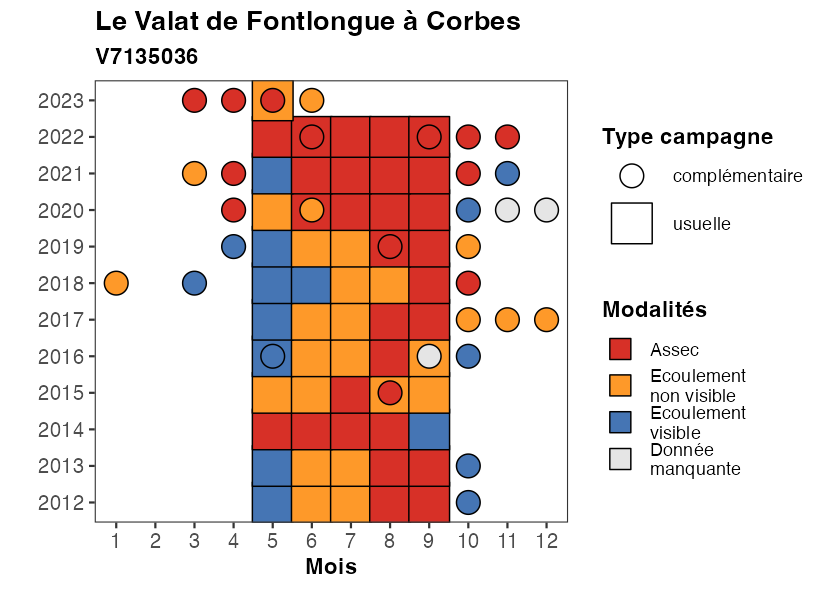 Le Valat de Fontlongue à Corbes
V7135036
2023
2022
2021
2020
2019
2018
2017
2016
2015
2014
2013
2012
1 2 3 4 5 6 7 8 9 10 11 12
Mois
Type campagne
complémentaire
usuelle
Modalités
Assec
Ecoulement
non visible
Ecoulement
visible
Donnée
manquante